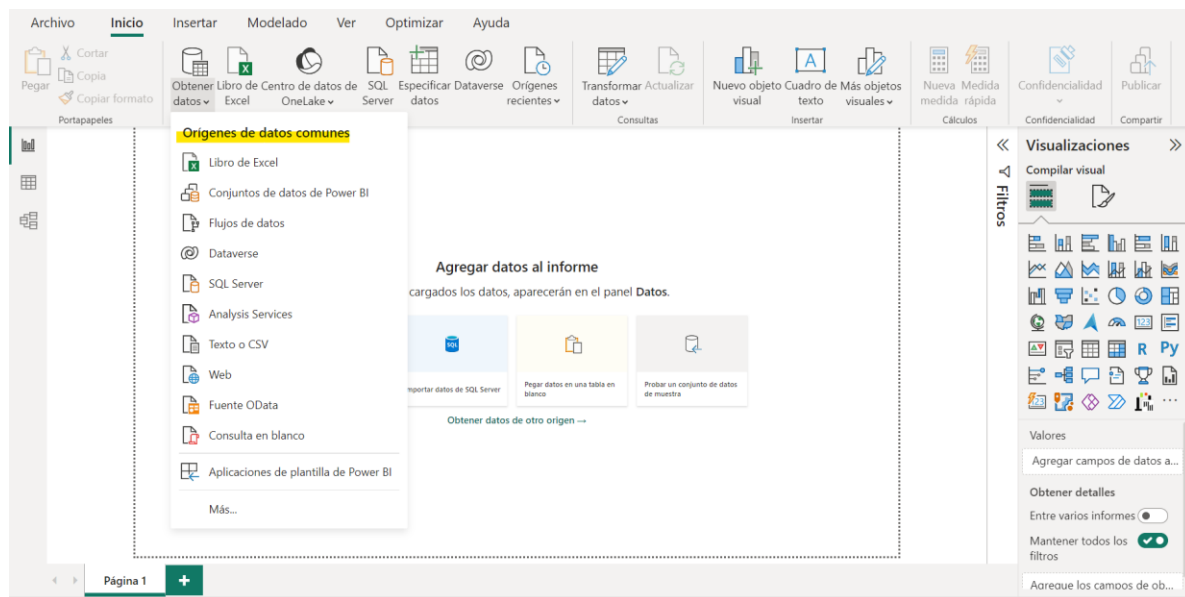 Archivo Inicio Insertar Modelado Ver Optimizar Ayuda
Pegar
Cortar
Copia
Copiar formato
Portapapeles
Obtener datos
Libro de Excel
Centro de datos de OneLake
SQL Server
Especificar datos
Dataverse
Orígenes recientes
Transformar datos
Actualizar
Consultas
Nuevo objeto visual
Cuadro de texto
A
Más objetos visuales
Insertar
Nueva medida
Medida rápida
Cálculos
Confidencialidad
Confidencialidad
Publicar
Compartir
Orígenes de datos comunes
Libro de Excel
Conjuntos de datos de Power BI
Flujos de datos
Dataverse
SQL Server
Analysis Services
Texto o CSV
Web
Fuente OData
Consulta en blanco
Aplicaciones de plantilla de Power BI
Más...
Agregar datos al informe
cargados los datos, aparecerán en el panel Datos.
SQL
mportar datos de SQL Server
Pegar datos en una tabla en
blanco
Probar un conjunto de datos
de muestra
Obtener datos de otro origen →
Filtros
Visualizaciones
Compilar visual
123
R Py
123
Valores
Agregar campos de datos a...
Obtener detalles
Entre varios informes
Mantener todos los
filtros
Agregue los campos de ob...
Página 1